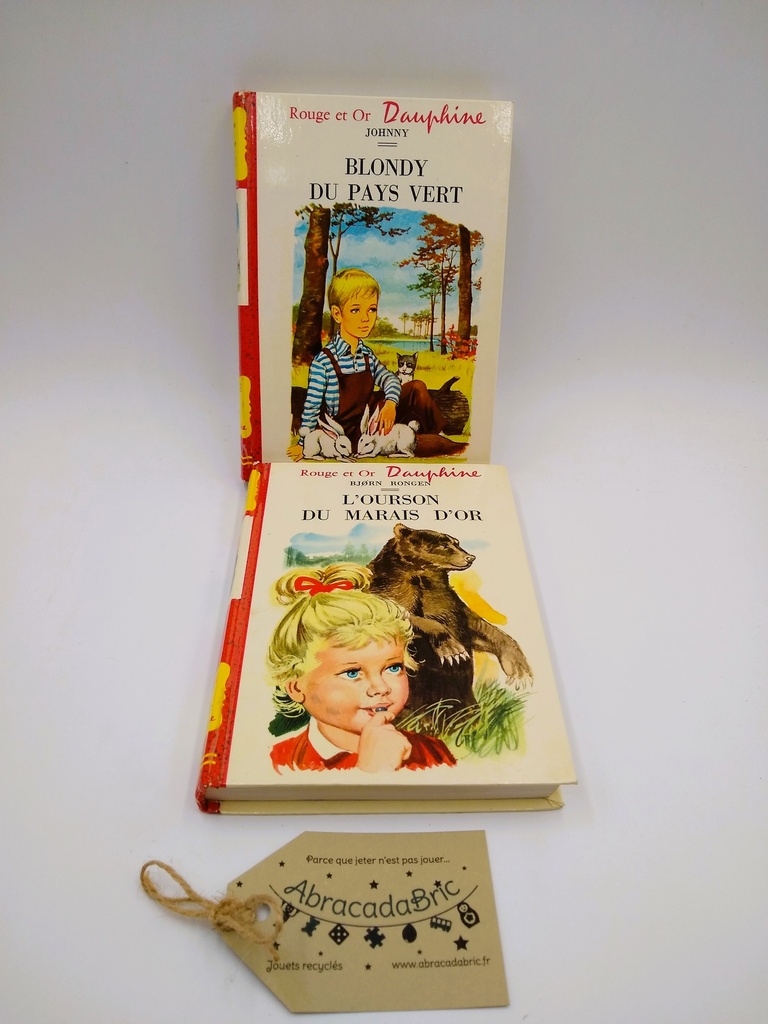 Rouge et Or Dauphine
JOHNNY
BLONDY
DU PAYS VERT
Rouge et Or Dauphine
BJØRN RONGEN
L'OURSON
DU MARAIS D'OR
Parce que jeter n'est pas jouer...
AbracadaBric
Jouets recyclés
www.abracadabric.fr